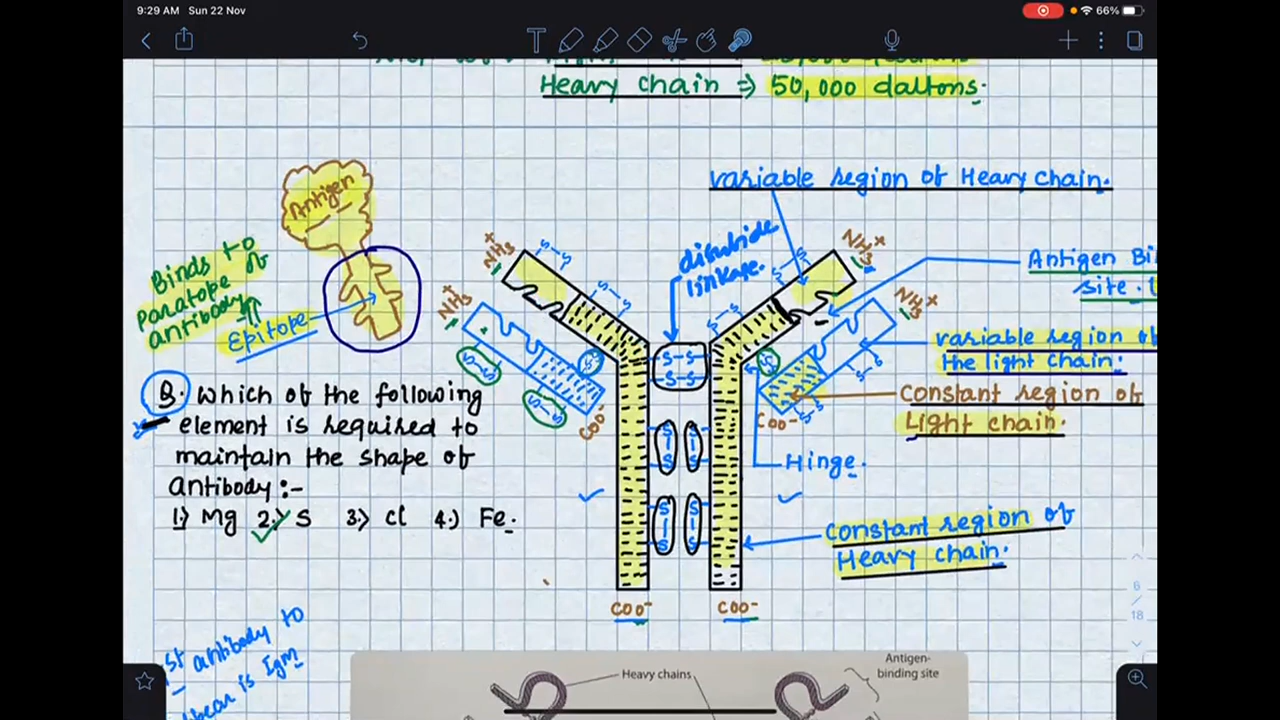 9:29 AM Sun 22 Nov
66%
Heavy chain ⇒ 50,000 daltons.
variable region of Heavy chain.
Antigen
Binds to
paratope of
antibody
Epitope
disulfide
linkage.
NH3+
NH3+
NH3+
NH3+
S-S
S-S
S-S
S-S
S-S
S-S
S-S
S-S
S-S
S-S
S-S
S-S
S-S
S-S
Antigen Bi
site.
variable region of
the light chain.
constant region of
Light chain.
COO-
COO-
Hinge.
Q. which of the following
element is required to
maintain the shape of
antibody :-
1.) Mg 2.) S 3.) Cl 4.) Fe.
constant region of
Heavy chain.
COO-
COO-
6
/
18
st antibody to
bear is IgM
Heavy chains
Antigen-
binding site